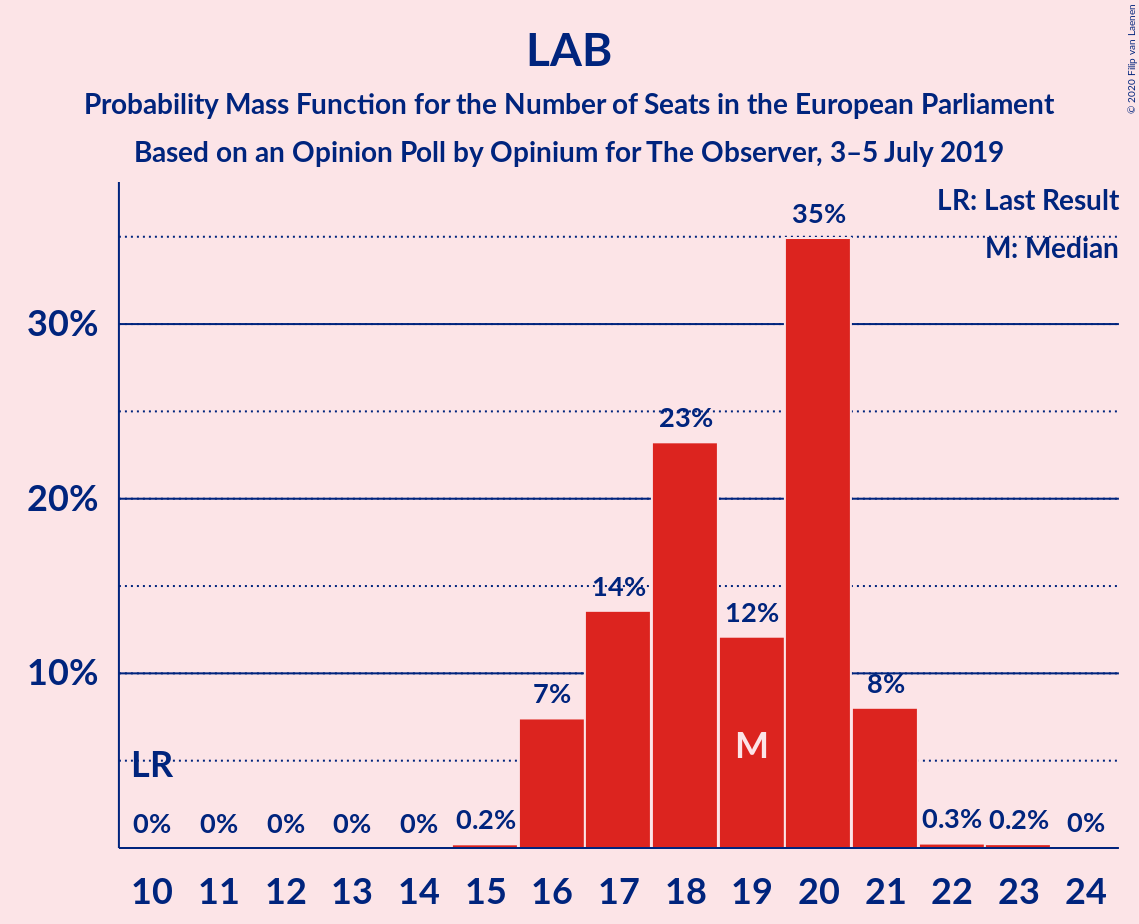 © 2020 Filip van Laenen
LAB
Probability Mass Function for the Number of Seats in the European Parliament
Based on an Opinion Poll by Opinium for The Observer, 3–5 July 2019
LR: Last Result
M: Median
35%
30%
23%
20%
14%
12%
10%
7%
8%
M
LR
0% 0% 0% 0% 0% 0.2% 0.3% 0.2% 0%
10 11 12 13 14 15 16 17 18 19 20 21 22 23 24